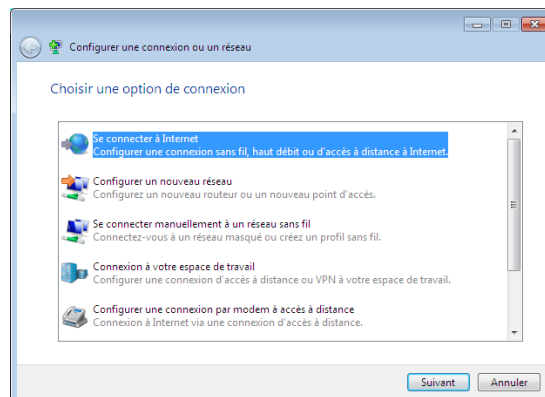 Configurer une connexion ou un réseau
Choisir une option de connexion
Se connecter à Internet
Configurer une connexion sans fil, haut débit ou d'accès à distance à Internet.
Configurer un nouveau réseau
Configurez un nouveau routeur ou un nouveau point d'accès.
Se connecter manuellement à un réseau sans fil
Connectez-vous à un réseau masqué ou créez un profil sans fil.
Connexion à votre espace de travail
Configurer une connexion d'accès à distance ou VPN à votre espace de travail.
Configurer une connexion par modem à accès à distance
Connexion à Internet via une connexion d'accès à distance.
Suivant
Annuler